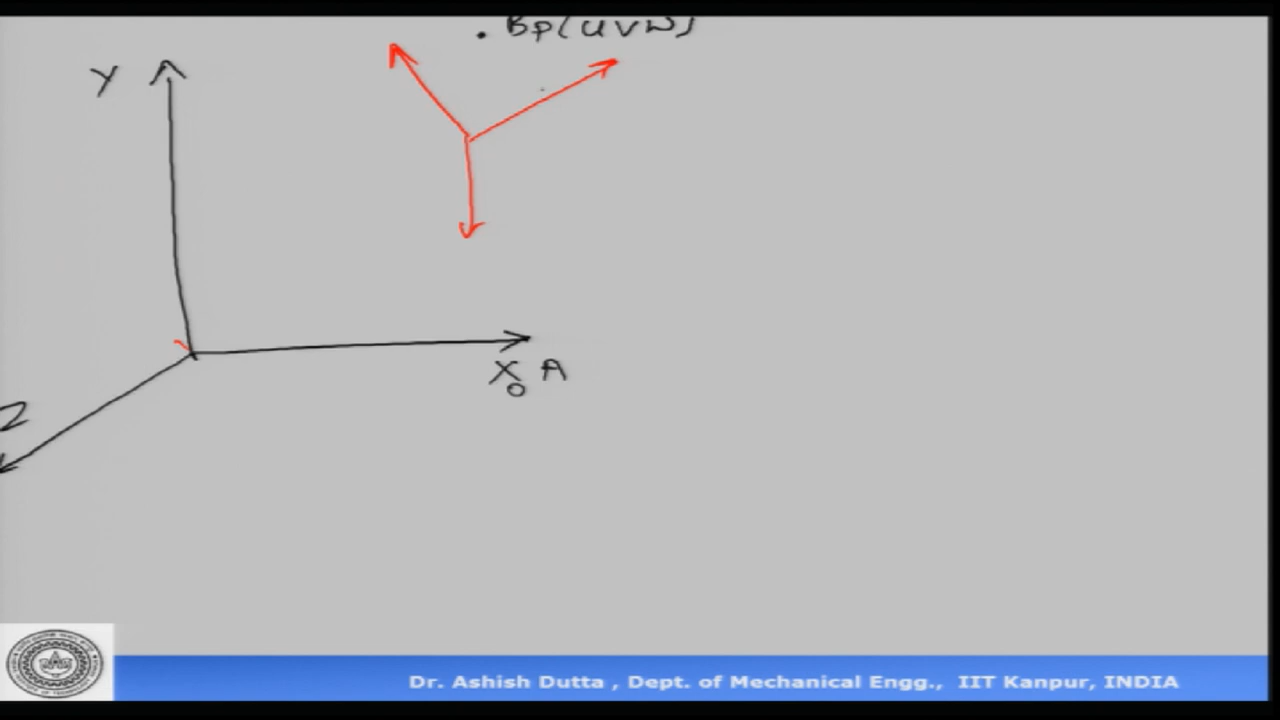 . Bp(UVW)
Y
X₀ A
Z
Dr. Ashish Dutta , Dept. of Mechanical Engg., IIT Kanpur, INDIA